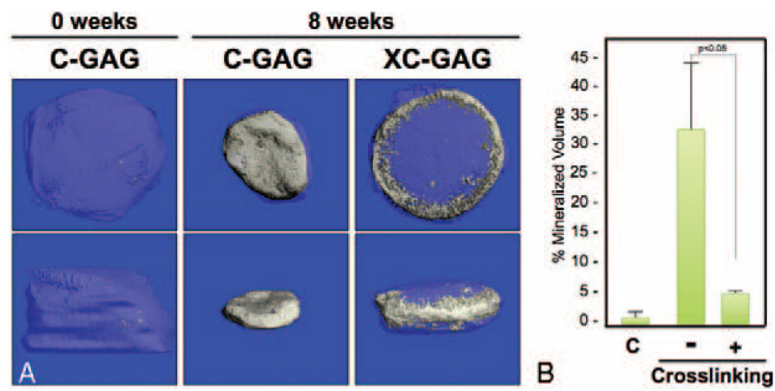 0 weeks 8 weeks
C-GAG C-GAG XC-GAG
A
p<0.05
% Mineralized Volume
45 -
40 -
35 -
30 -
25 -
20 -
15 -
10 -
5 -
0 -
C - +
Crosslinking
B